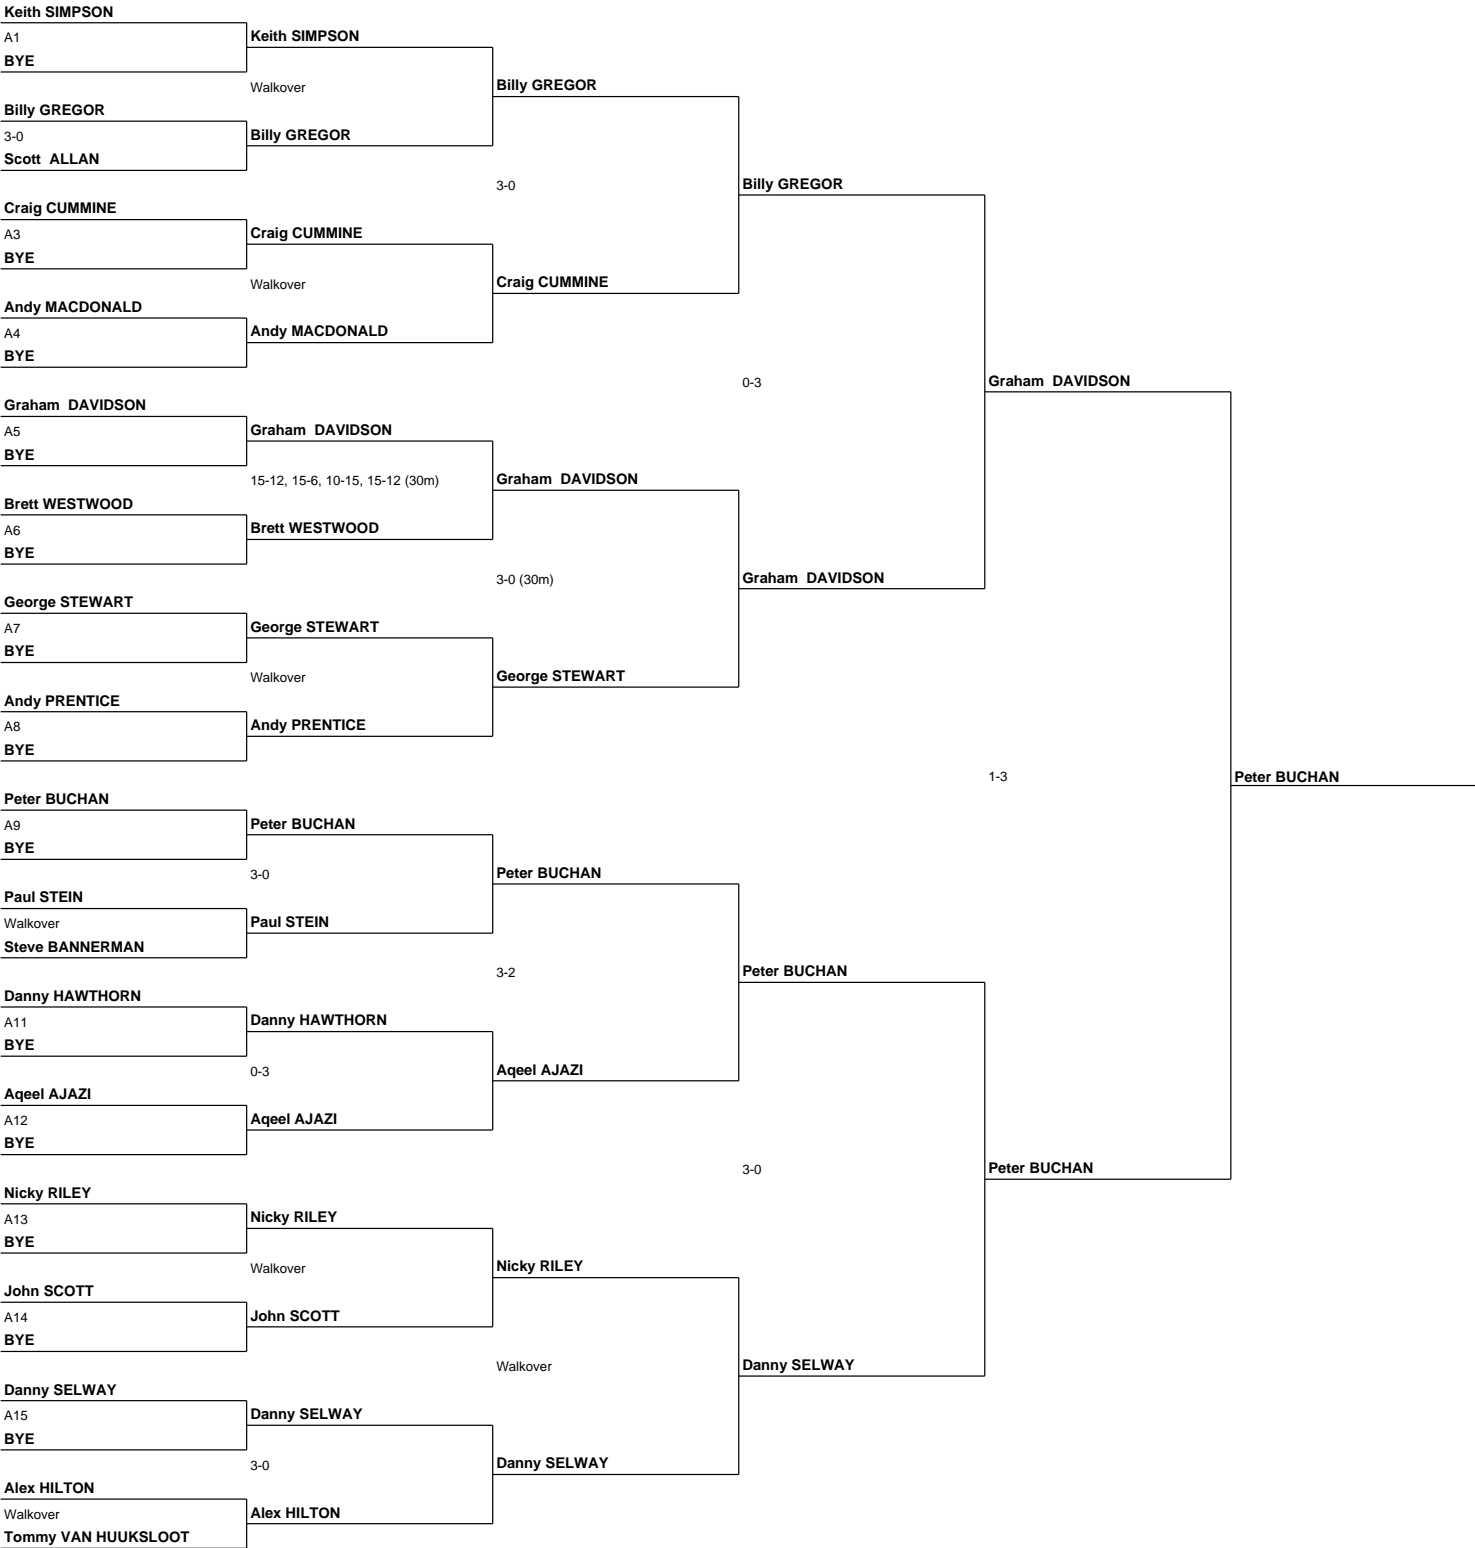 Keith SIMPSON
A1
BYE
Keith SIMPSON
Walkover
Billy GREGOR
Billy GREGOR
3-0
Scott  ALLAN
Billy GREGOR
3-0
Billy GREGOR
Craig CUMMINE
A3
BYE
Craig CUMMINE
Walkover
Craig CUMMINE
Andy MACDONALD
A4
BYE
Andy MACDONALD
0-3
Graham  DAVIDSON
Graham  DAVIDSON
A5
BYE
Graham  DAVIDSON
15-12, 15-6, 10-15, 15-12 (30m)
Graham  DAVIDSON
Brett WESTWOOD
A6
BYE
Brett WESTWOOD
3-0 (30m)
Graham  DAVIDSON
George STEWART
A7
BYE
George STEWART
Walkover
George STEWART
Andy PRENTICE
A8
BYE
Andy PRENTICE
1-3
Peter BUCHAN
Peter BUCHAN
A9
BYE
Peter BUCHAN
3-0
Peter BUCHAN
Paul STEIN
Walkover
Steve BANNERMAN
Paul STEIN
3-2
Peter BUCHAN
Danny HAWTHORN
A11
BYE
Danny HAWTHORN
0-3
Aqeel AJAZI
Aqeel AJAZI
A12
BYE
Aqeel AJAZI
3-0
Peter BUCHAN
Nicky RILEY
A13
BYE
Nicky RILEY
Walkover
Nicky RILEY
John SCOTT
A14
BYE
John SCOTT
Walkover
Danny SELWAY
Danny SELWAY
A15
BYE
Danny SELWAY
3-0
Danny SELWAY
Alex HILTON
Walkover
Tommy VAN HUUKSLOOT
Alex HILTON